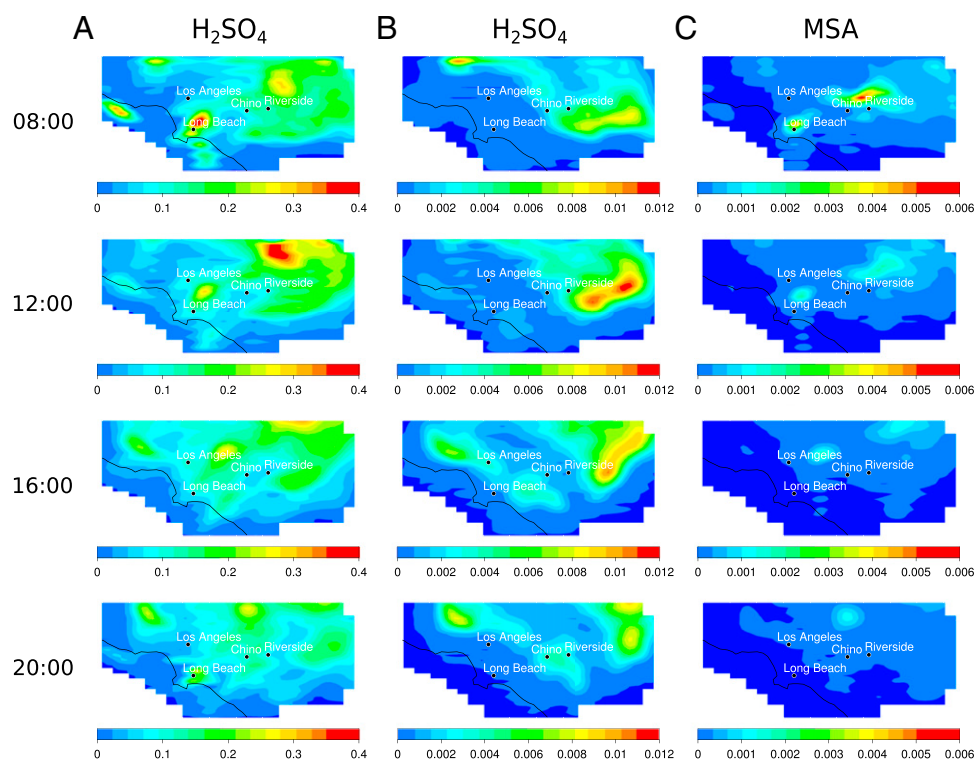 A H₂SO₄ B H₂SO₄ C MSA
08:00
Los Angeles Chino Riverside Long Beach
Los Angeles Chino Riverside Long Beach
Los Angeles Chino Riverside Long Beach
0 0.1 0.2 0.3 0.4
0 0.002 0.004 0.006 0.008 0.010 0.012
0 0.001 0.002 0.003 0.004 0.005 0.006
12:00
Los Angeles Chino Riverside Long Beach
Los Angeles Chino Riverside Long Beach
Los Angeles Chino Riverside Long Beach
0 0.1 0.2 0.3 0.4
0 0.002 0.004 0.006 0.008 0.010 0.012
0 0.001 0.002 0.003 0.004 0.005 0.006
16:00
Los Angeles Chino Riverside Long Beach
Los Angeles Chino Riverside Long Beach
Los Angeles Chino Riverside Long Beach
0 0.1 0.2 0.3 0.4
0 0.002 0.004 0.006 0.008 0.010 0.012
0 0.001 0.002 0.003 0.004 0.005 0.006
20:00
Los Angeles Chino Riverside Long Beach
Los Angeles Chino Riverside Long Beach
Los Angeles Chino Riverside Long Beach
0 0.1 0.2 0.3 0.4
0 0.002 0.004 0.006 0.008 0.010 0.012
0 0.001 0.002 0.003 0.004 0.005 0.006